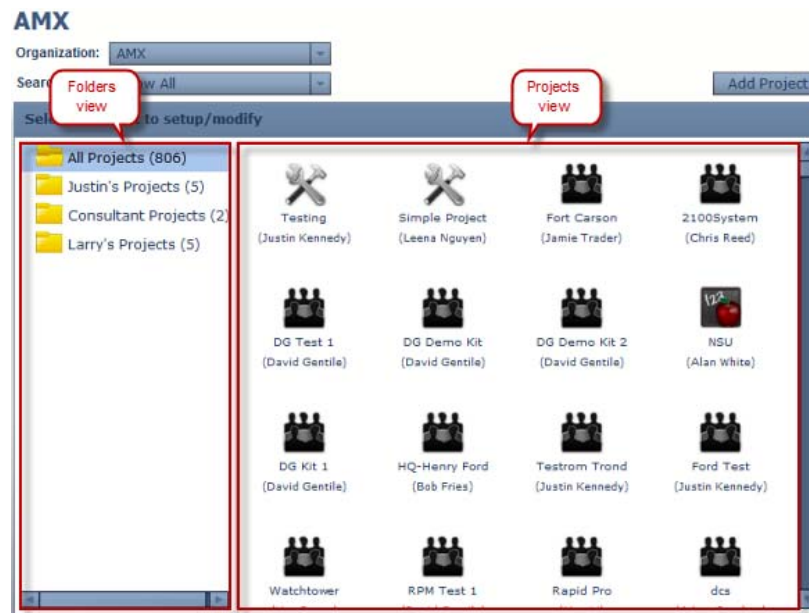 AMX
Organization: AMX
Folders view
Projects view
Add Project
to setup/modify
All Projects (806)
Justin's Projects (5)
Consultant Projects (2)
Larry's Projects (5)
Testing
(Justin Kennedy)
Simple Project
(Leena Nguyen)
Fort Carson
(Jamie Trader)
2100System
(Chris Reed)
DG Test 1
(David Gentile)
DG Demo Kit
(David Gentile)
DG Demo Kit 2
(David Gentile)
123
NSU
(Alan White)
DG Kit 1
(David Gentile)
HQ-Henry Ford
(Bob Fries)
Testrom Trond
(Justin Kennedy)
Ford Test
(Justin Kennedy)
Watchtower
RPM Test 1
Rapid Pro
dcs